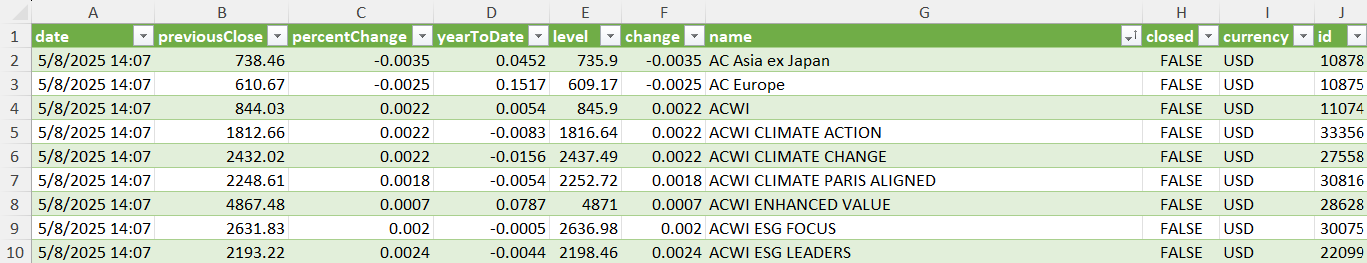 A B C D E F G H I J
1 date previousClose percentChange yearToDate level change name closed currency id
2 5/8/2025 14:07 738.46 -0.0035 0.0452 735.9 -0.0035 AC Asia ex Japan FALSE USD 10878
3 5/8/2025 14:07 610.67 -0.0025 0.1517 609.17 -0.0025 AC Europe FALSE USD 10875
4 5/8/2025 14:07 844.03 0.0022 0.0054 845.9 0.0022 ACWI FALSE USD 11074
5 5/8/2025 14:07 1812.66 0.0022 -0.0083 1816.64 0.0022 ACWI CLIMATE ACTION FALSE USD 33356
6 5/8/2025 14:07 2432.02 0.0022 -0.0156 2437.49 0.0022 ACWI CLIMATE CHANGE FALSE USD 27558
7 5/8/2025 14:07 2248.61 0.0018 -0.0054 2252.72 0.0018 ACWI CLIMATE PARIS ALIGNED FALSE USD 30816
8 5/8/2025 14:07 4867.48 0.0007 0.0787 4871 0.0007 ACWI ENHANCED VALUE FALSE USD 28628
9 5/8/2025 14:07 2631.83 0.002 -0.0005 2636.98 0.002 ACWI ESG FOCUS FALSE USD 30075
10 5/8/2025 14:07 2193.22 0.0024 -0.0044 2198.46 0.0024 ACWI ESG LEADERS FALSE USD 22099